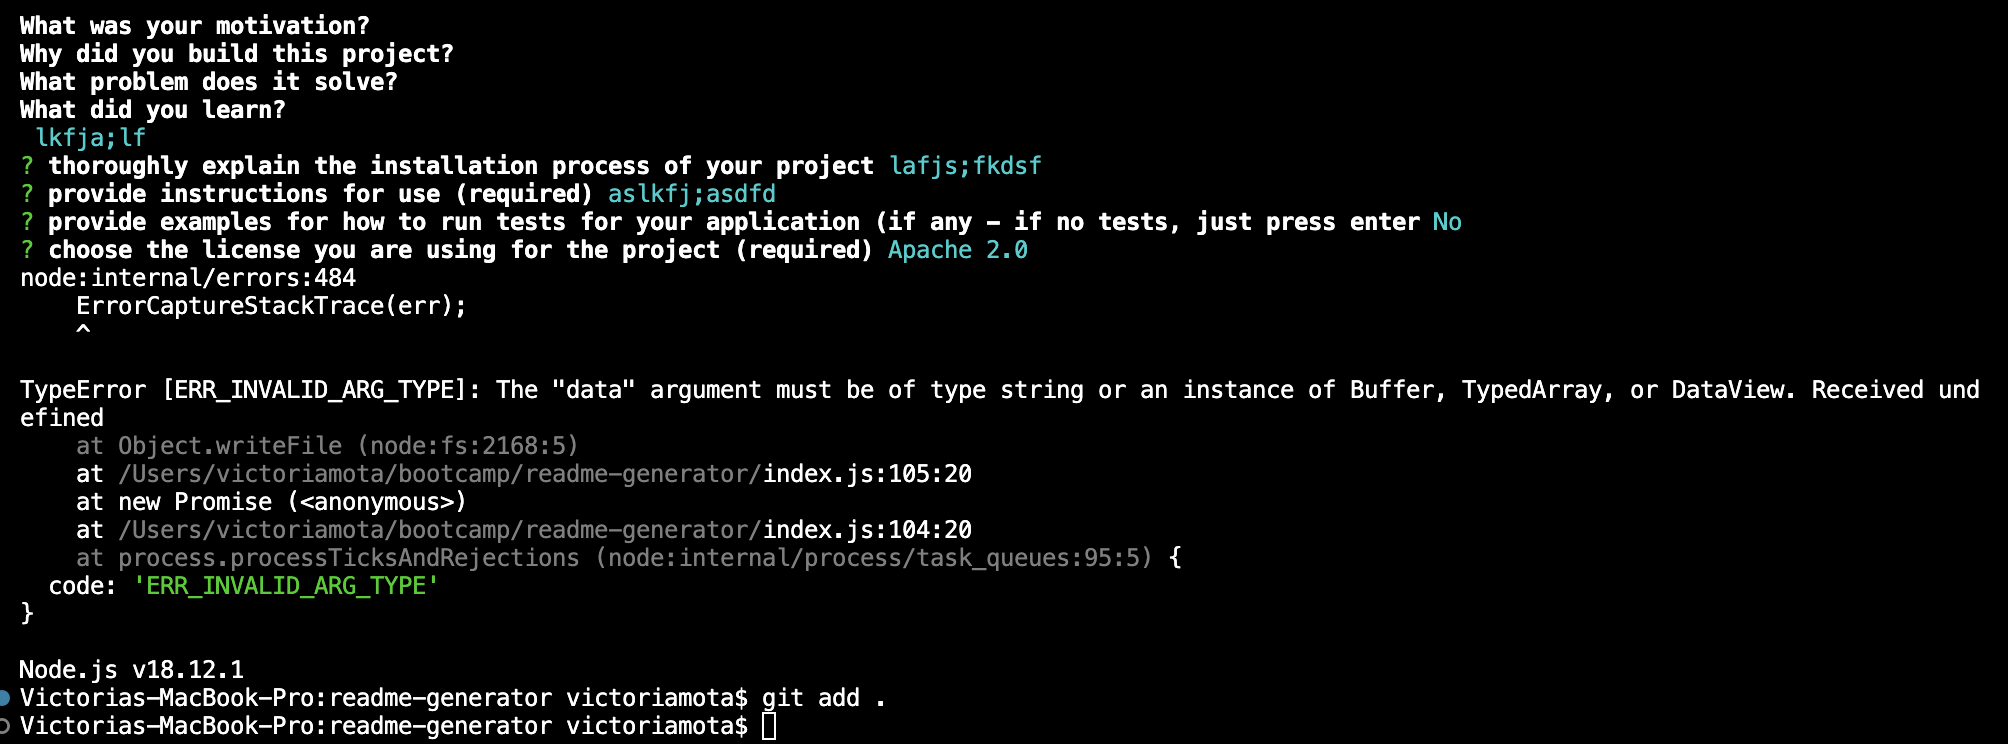 What was your motivation?
Why did you build this project?
What problem does it solve?
What did you learn?
 lkfja;lf
? thoroughly explain the installation process of your project lafjs;fkdsf
? provide instructions for use (required) aslkfj;asdfd
? provide examples for how to run tests for your application (if any – if no tests, just press enter No
? choose the license you are using for the project (required) Apache 2.0
node:internal/errors:484
    ErrorCaptureStackTrace(err);
    ^

TypeError [ERR_INVALID_ARG_TYPE]: The "data" argument must be of type string or an instance of Buffer, TypedArray, or DataView. Received und
efined
    at Object.writeFile (node:fs:2168:5)
    at /Users/victoriamota/bootcamp/readme-generator/index.js:105:20
    at new Promise (<anonymous>)
    at /Users/victoriamota/bootcamp/readme-generator/index.js:104:20
    at process.processTicksAndRejections (node:internal/process/task_queues:95:5) {
  code: 'ERR_INVALID_ARG_TYPE'
}

Node.js v18.12.1
Victorias-MacBook-Pro:readme-generator victoriamota$ git add .
Victorias-MacBook-Pro:readme-generator victoriamota$